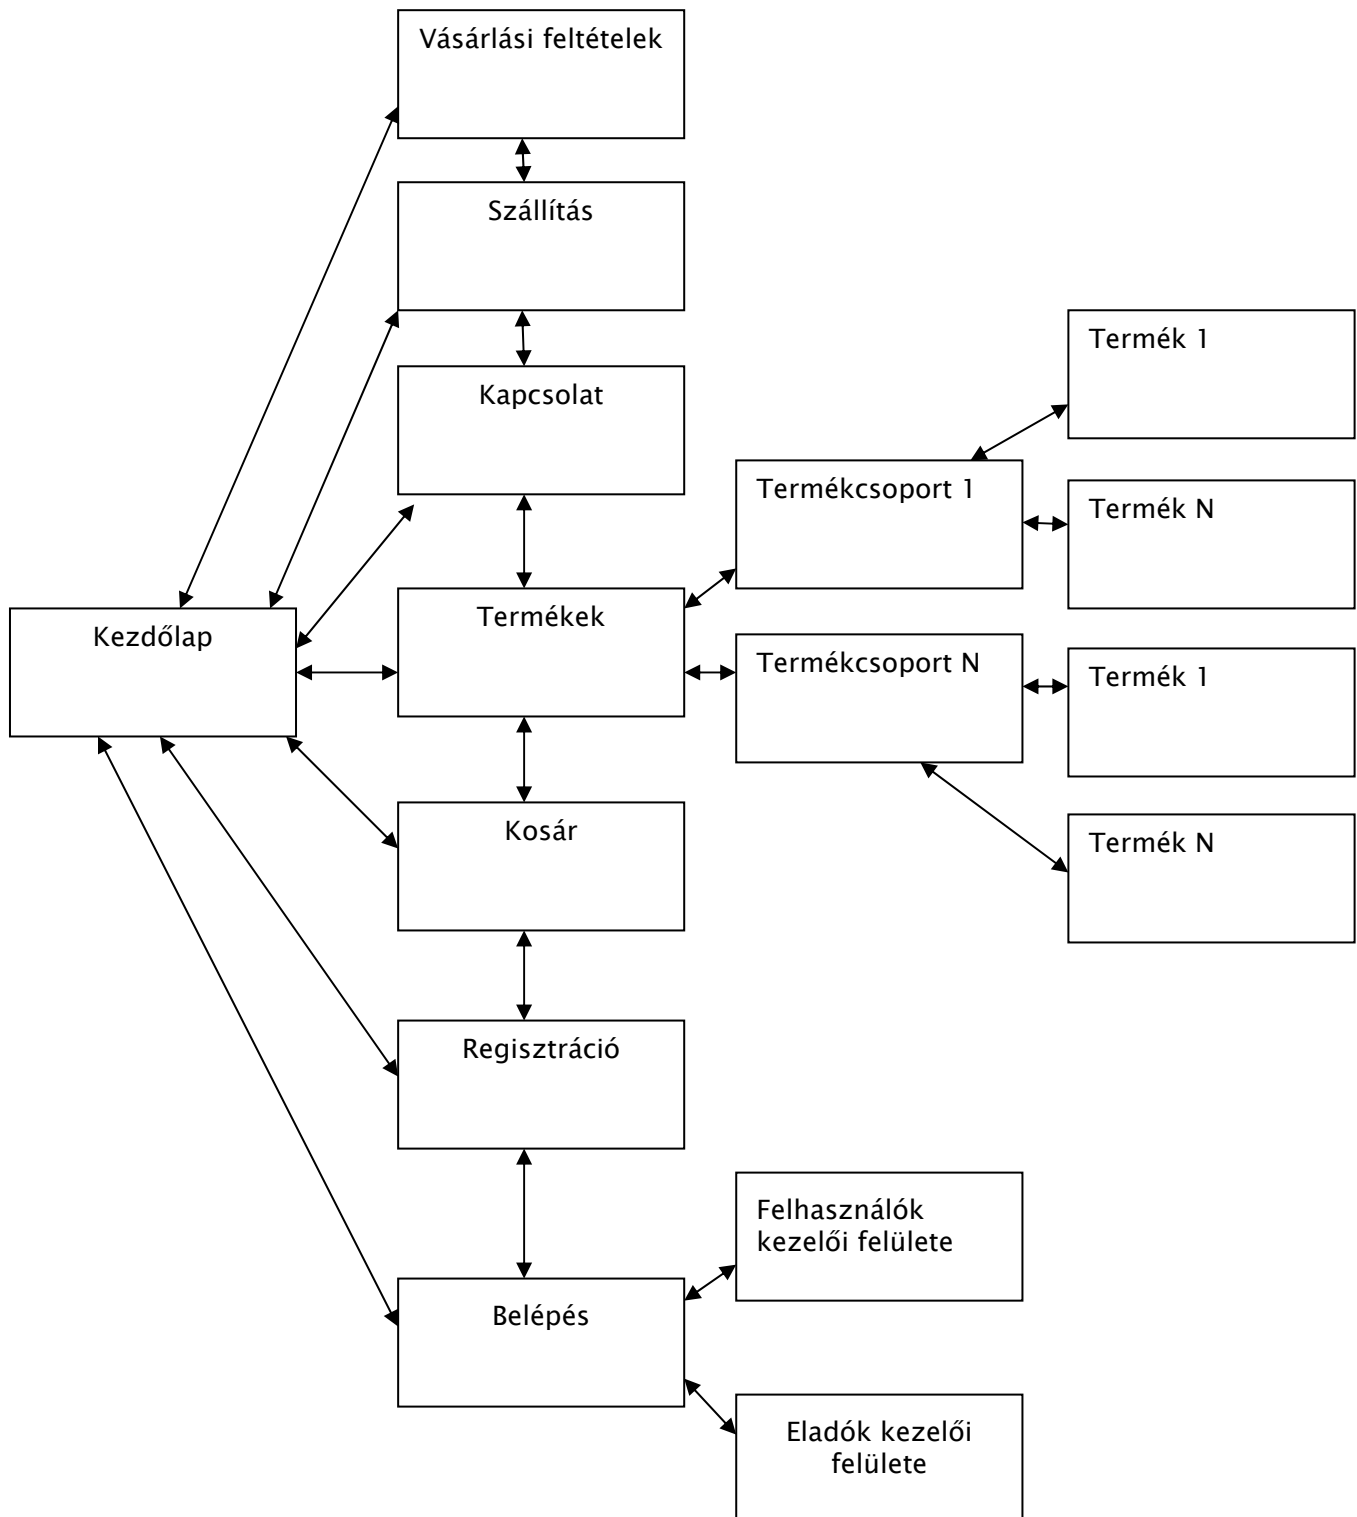 Vásárlási feltételek
Szállítás
Kapcsolat
Termék 1
Termékcsoport 1
Termék N
Kezdőlap
Termékek
Termékcsoport N
Termék 1
Kosár
Termék N
Regisztráció
Felhasználók
kezelői felülete
Belépés
Eladók kezelői
felülete